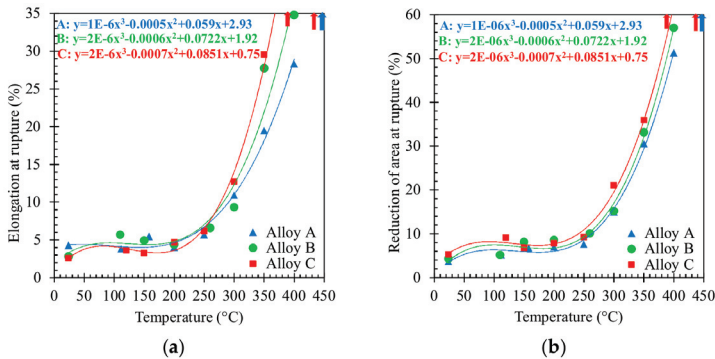 A: y=1E-6x³-0.0005x²+0.059x+2.93
B: y=2E-6x³-0.0006x²+0.0722x+1.92
C: y=2E-6x³-0.0007x²+0.0851x+0.75
Elongation at rupture (%)
35
30
25
20
15
10
5
0
Alloy A
Alloy B
Alloy C
0 50 100 150 200 250 300 350 400 450
Temperature (°C)
(a)
A: y=1E-06x³-0.0005x²+0.059x+2.93
B: y=2E-06x³-0.0006x²+0.0722x+1.92
C: y=2E-06x³-0.0007x²+0.0851x+0.75
Reduction of area at rupture (%)
60
50
40
30
20
10
0
Alloy A
Alloy B
Alloy C
0 50 100 150 200 250 300 350 400 450
Temperature (°C)
(b)